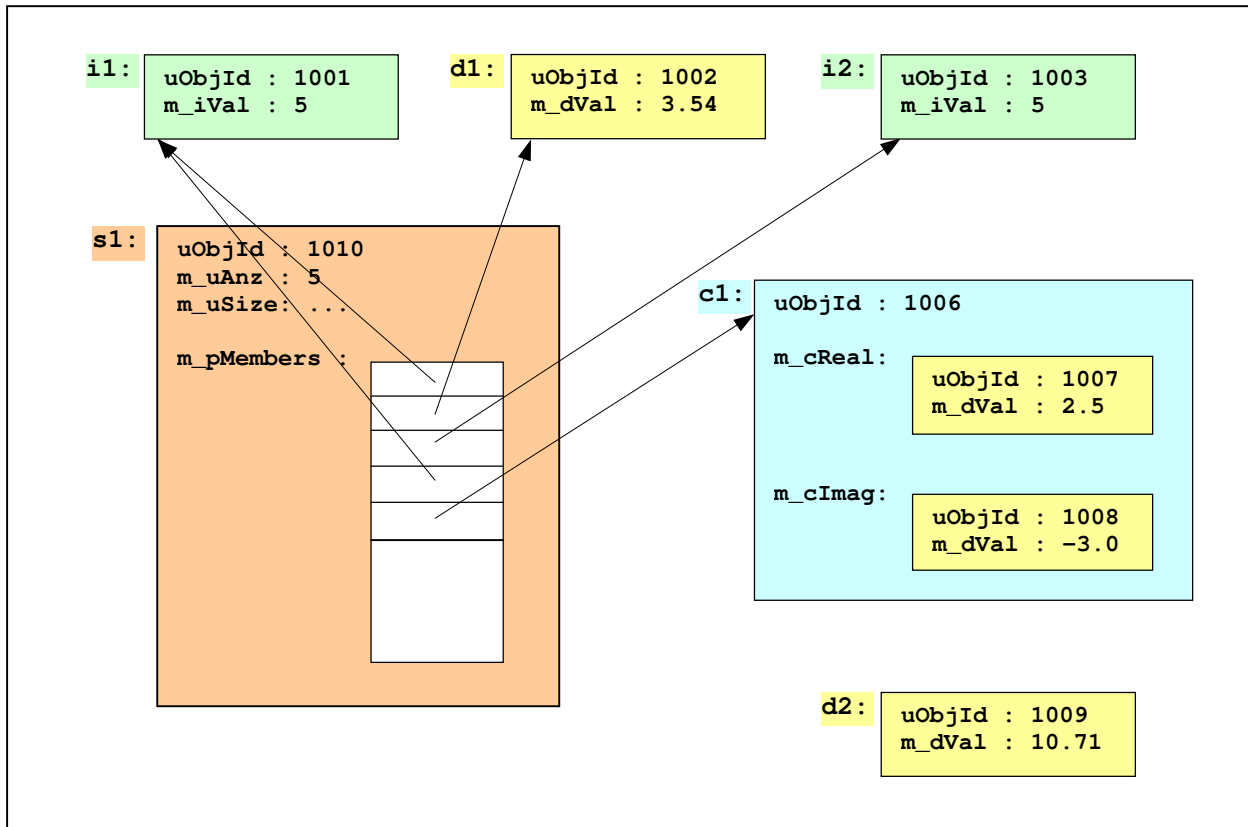 i1:
uObjId : 1001
m_iVal : 5
d1:
uObjId : 1002
m_dVal : 3.54
i2:
uObjId : 1003
m_iVal : 5
s1:
uObjId : 1010
m_uAnz : 5
m_uSize: ...
m_pMembers :
c1:
uObjId : 1006
m_cReal:
uObjId : 1007
m_dVal : 2.5
m_cImag:
uObjId : 1008
m_dVal : −3.0
d2:
uObjId : 1009
m_dVal : 10.71